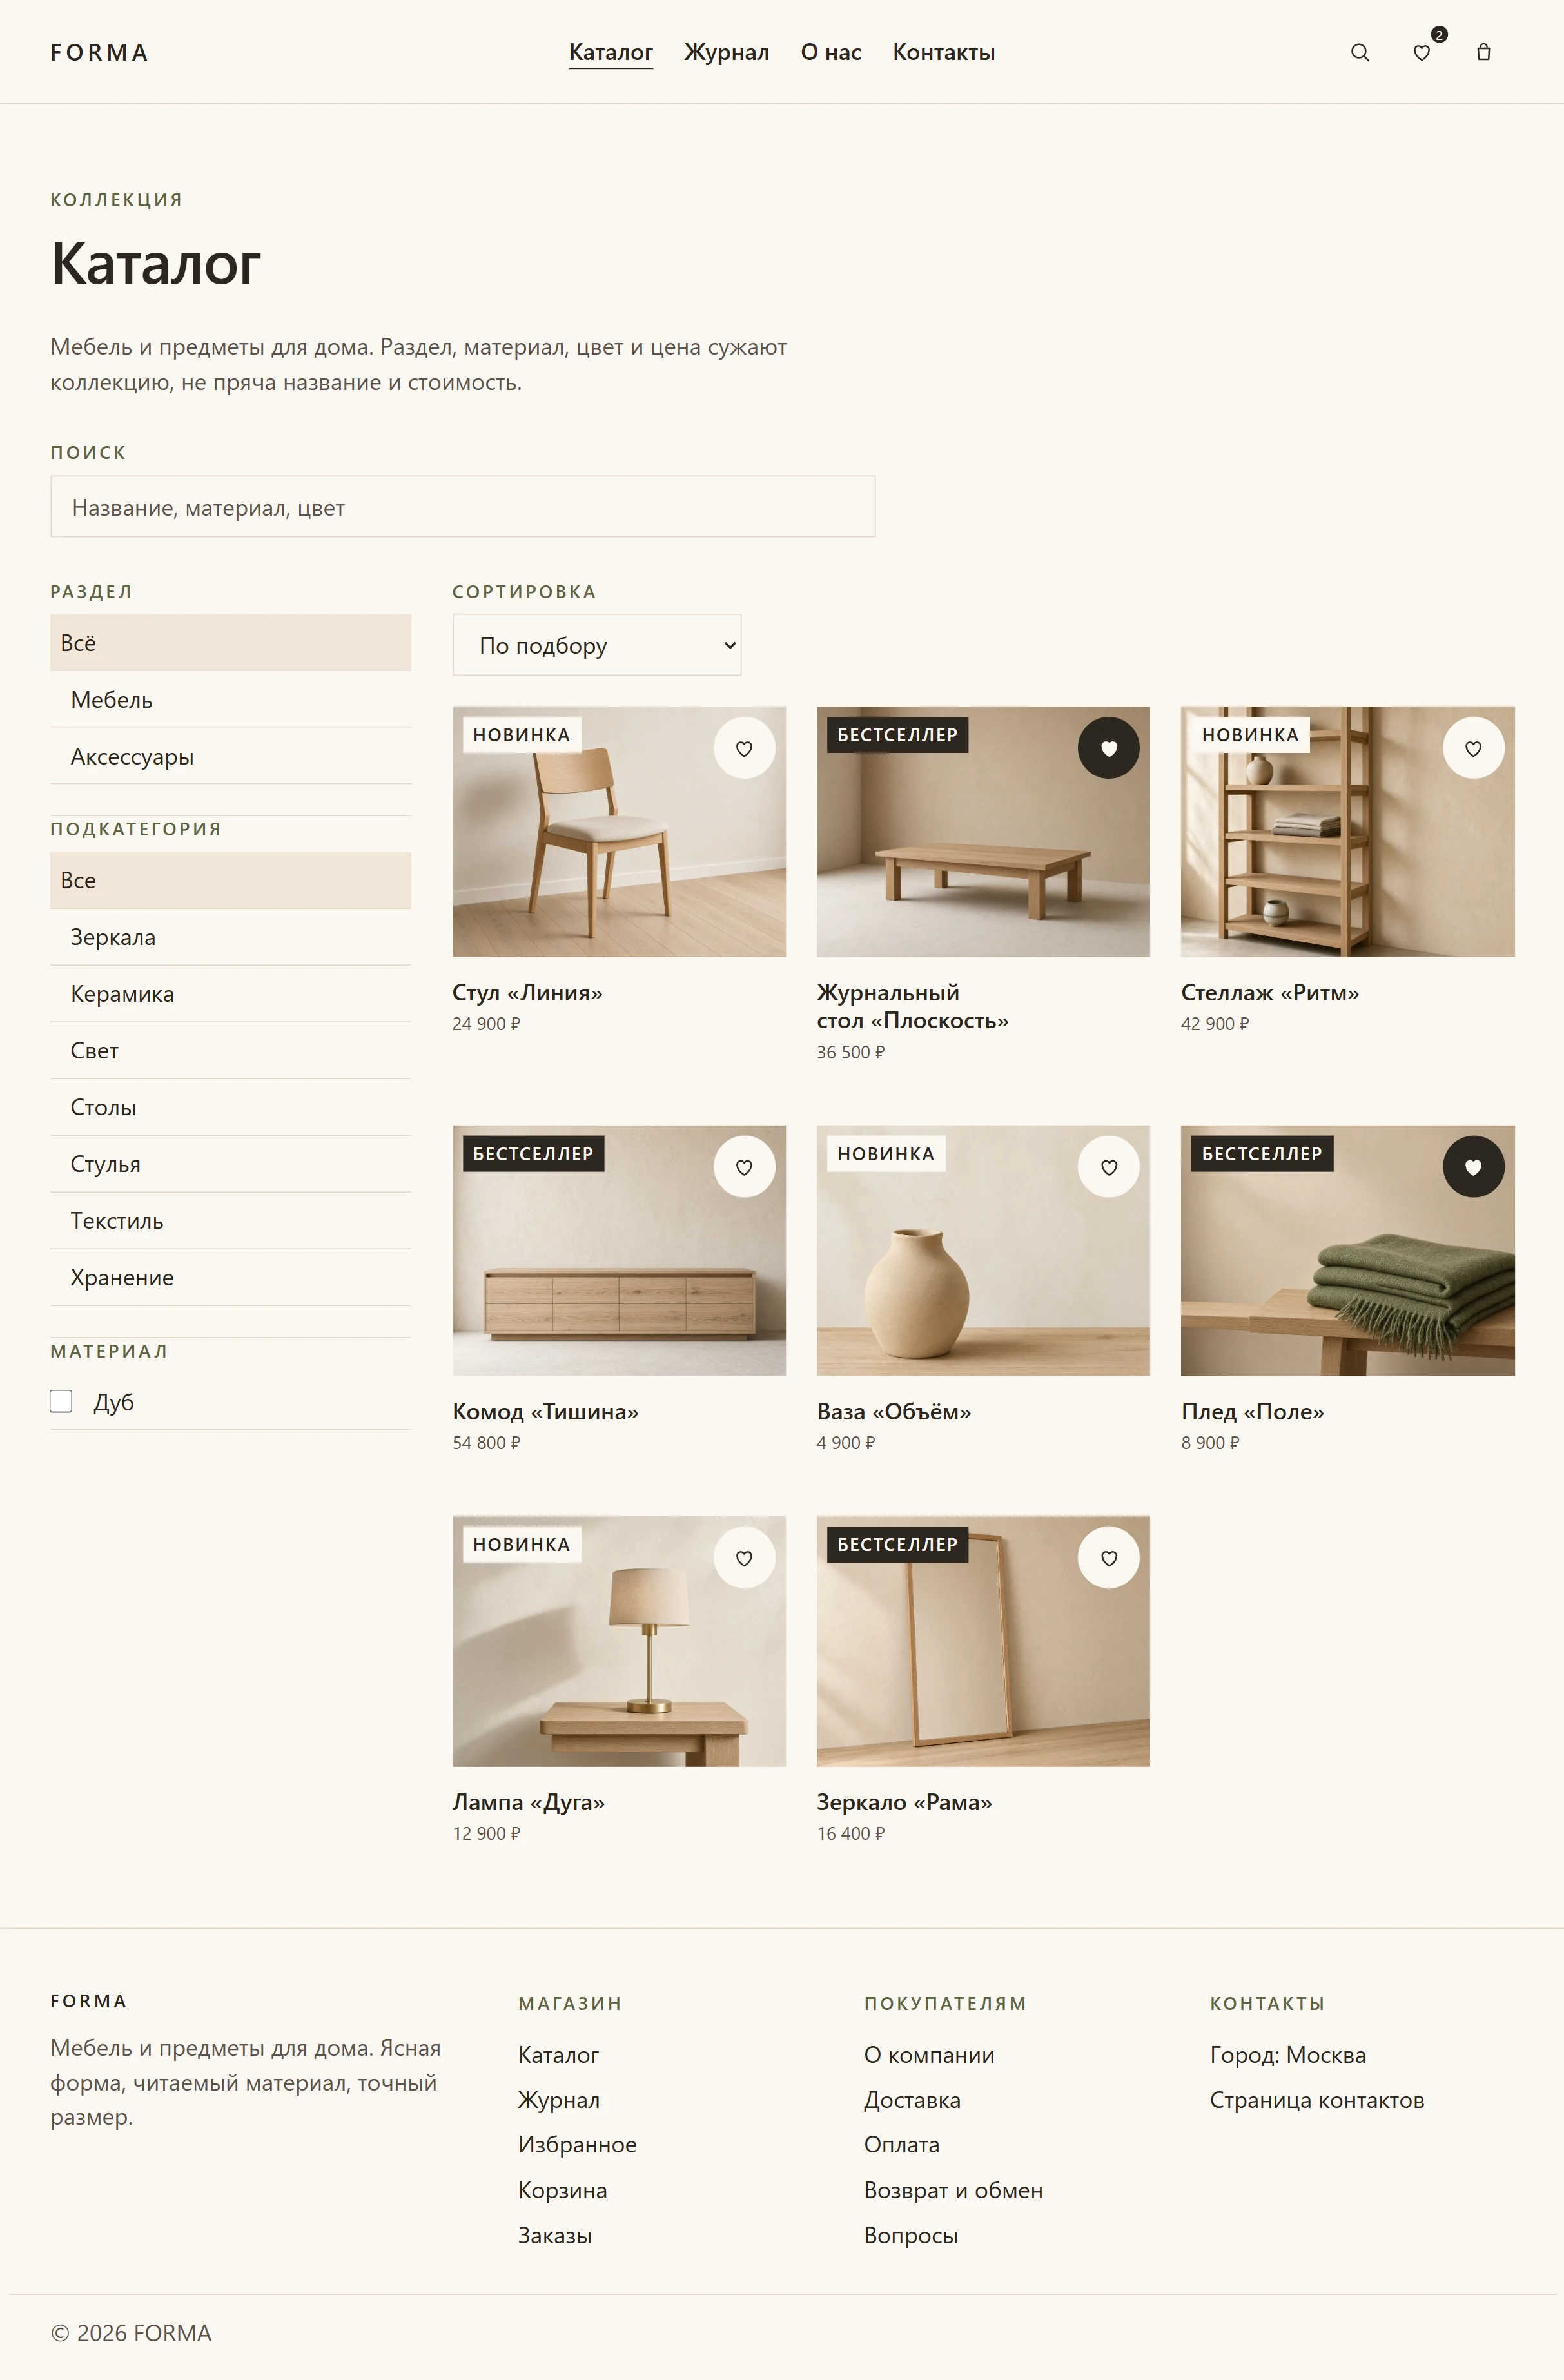 FORMA
Каталог
Журнал
О нас
Контакты
2
КОЛЛЕКЦИЯ
Каталог
Мебель и предметы для дома. Раздел, материал, цвет и цена сужают
коллекцию, не пряча название и стоимость.
ПОИСК
Название, материал, цвет
РАЗДЕЛ
Всё
Мебель
Аксессуары
ПОДКАТЕГОРИЯ
Все
Зеркала
Керамика
Свет
Столы
Стулья
Текстиль
Хранение
МАТЕРИАЛ
Дуб
СОРТИРОВКА
По подбору
НОВИНКА
Стул «Линия»
24 900 ₽
БЕСТСЕЛЛЕР
Журнальный
стол «Плоскость»
36 500 ₽
НОВИНКА
Стеллаж «Ритм»
42 900 ₽
БЕСТСЕЛЛЕР
Комод «Тишина»
54 800 ₽
НОВИНКА
Ваза «Объём»
4 900 ₽
БЕСТСЕЛЛЕР
Плед «Поле»
8 900 ₽
НОВИНКА
Лампа «Дуга»
12 900 ₽
БЕСТСЕЛЛЕР
Зеркало «Рама»
16 400 ₽
FORMA
Мебель и предметы для дома. Ясная
форма, читаемый материал, точный
размер.
МАГАЗИН
Каталог
Журнал
Избранное
Корзина
Заказы
ПОКУПАТЕЛЯМ
О компании
Доставка
Оплата
Возврат и обмен
Вопросы
КОНТАКТЫ
Город: Москва
Страница контактов
© 2026 FORMA